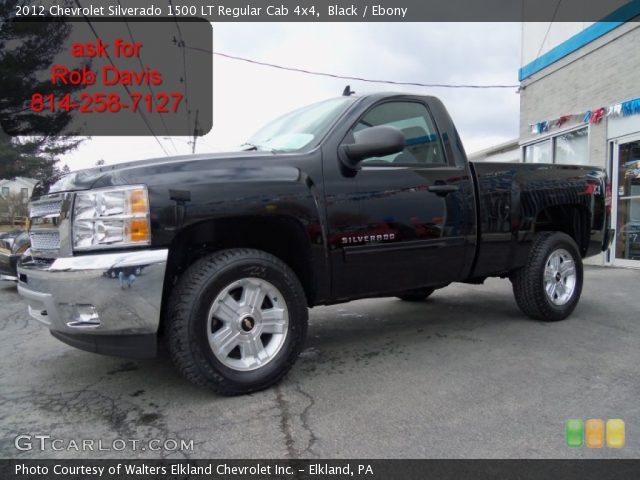 2012 Chevrolet Silverado 1500 LT Regular Cab 4x4,  Black / Ebony
ask for
Rob Davis
814-258-7127
SILVERADO
GTCARLOT.COM
Photo Courtesy of Walters Elkland Chevrolet Inc. - Elkland, PA